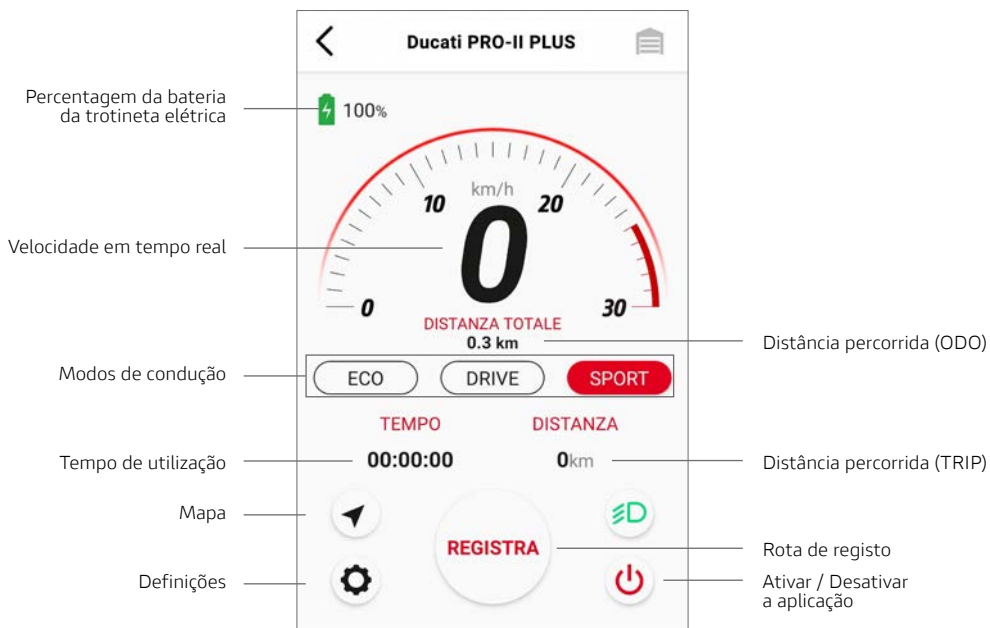 Ducati PRO-II PLUS
Percentagem da bateria
da trotineta elétrica
100%
km/h
10
20
Velocidade em tempo real
0
0
30
DISTANZA TOTALE
0.3 km
Distância percorrida (ODO)
Modos de condução
ECO
DRIVE
SPORT
TEMPO
DISTANZA
Tempo de utilização
00:00:00
0km
Distância percorrida (TRIP)
Mapa
REGISTRA
Rota de registo
Definições
Ativar / Desativar
a aplicação